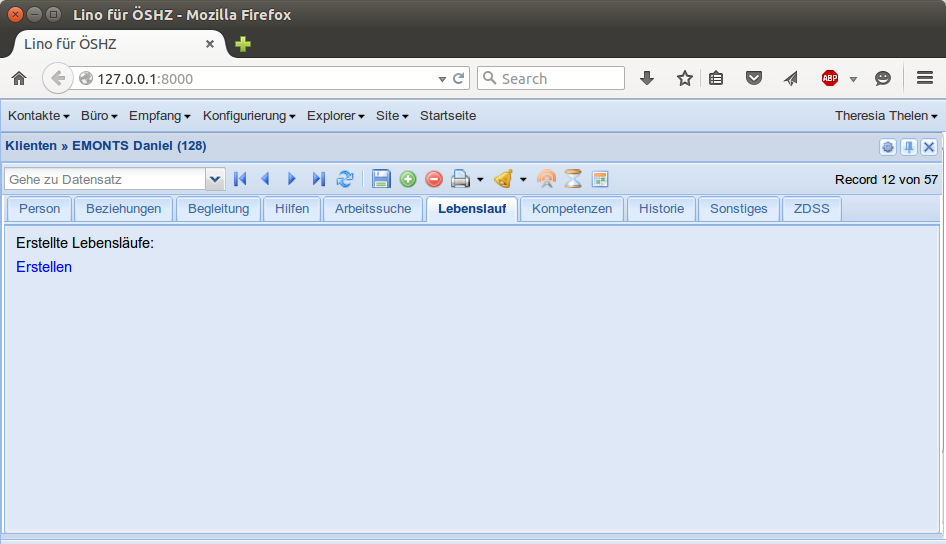 Lino für ÖSHZ - Mozilla Firefox
Lino für ÖSHZ
127.0.0.1:8000 Search ABP
Kontakte Büro Empfang Konfigurierung Explorer Site Startseite Theresia Thelen
Klienten » EMONTS Daniel (128)
Gehe zu Datensatz Record 12 von 57
Person Beziehungen Begleitung Hilfen Arbeitssuche Lebenslauf Kompetenzen Historie Sonstiges ZDSS
Erstellte Lebensläufe:
Erstellen